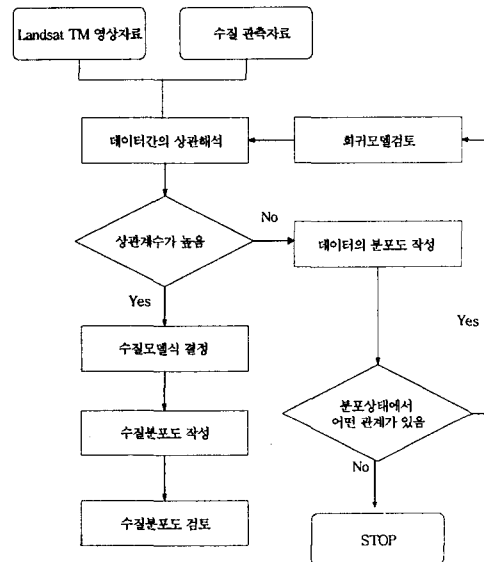 Landsat TM 영상자료
수질 관측자료
데이터간의 상관해석
회귀모델검토
상관계수가 높음
No
데이터의 분포도 작성
Yes
Yes
수질모델식 결정
분포상태에서
어떤 관계가 있음
수질분포도 작성
No
수질분포도 검토
STOP